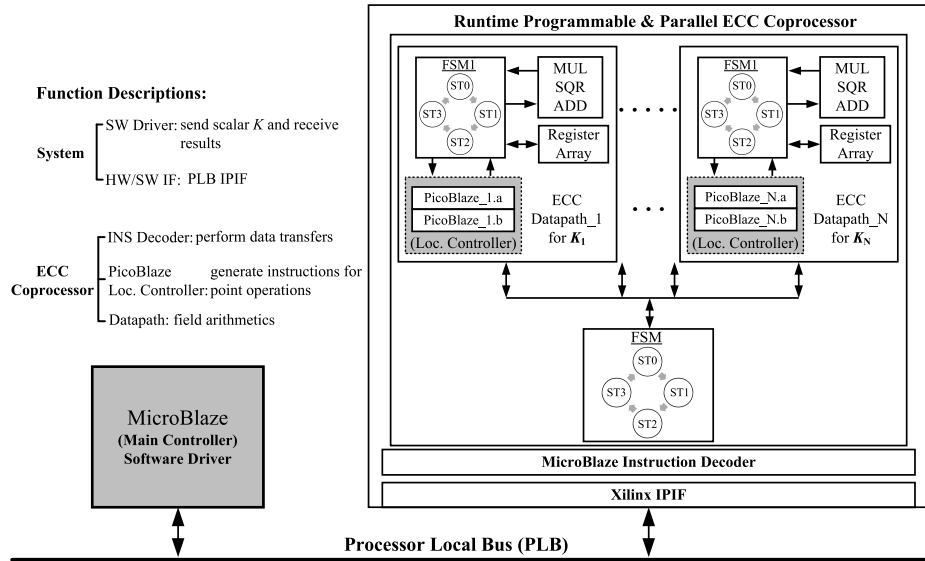 Runtime Programmable & Parallel ECC Coprocessor
Function Descriptions:
System
SW Driver: send scalar K and receive
results
HW/SW IF: PLB IPIF
ECC
Coprocessor
INS Decoder: perform data transfers
PicoBlaze generate instructions for
Loc. Controller: point operations
Datapath: field arithmetics
FSM1
ST0
ST3
ST1
ST2
MUL
SQR
ADD
Register
Array
PicoBlaze_1.a
PicoBlaze_1.b
(Loc. Controller)
ECC
Datapath_1
for K1
FSM1
ST0
ST3
ST1
ST2
MUL
SQR
ADD
Register
Array
PicoBlaze_N.a
PicoBlaze_N.b
(Loc. Controller)
ECC
Datapath_N
for KN
FSM
ST0
ST3
ST1
ST2
MicroBlaze
(Main Controller)
Software Driver
MicroBlaze Instruction Decoder
Xilinx IPIF
Processor Local Bus (PLB)